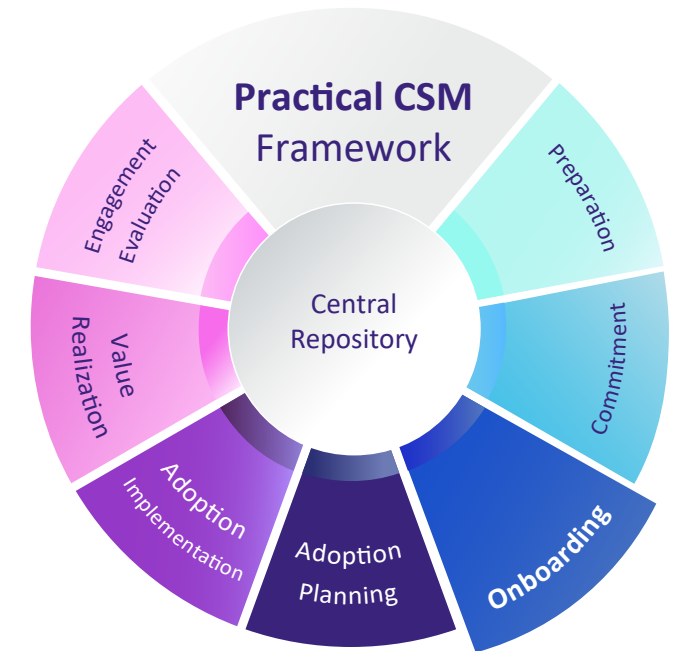 Practical CSM
Framework
Preparation
Commitment
Onboarding
Adoption
Planning
Adoption
Implementation
Value
Realization
Engagement
Evaluation
Central
Repository